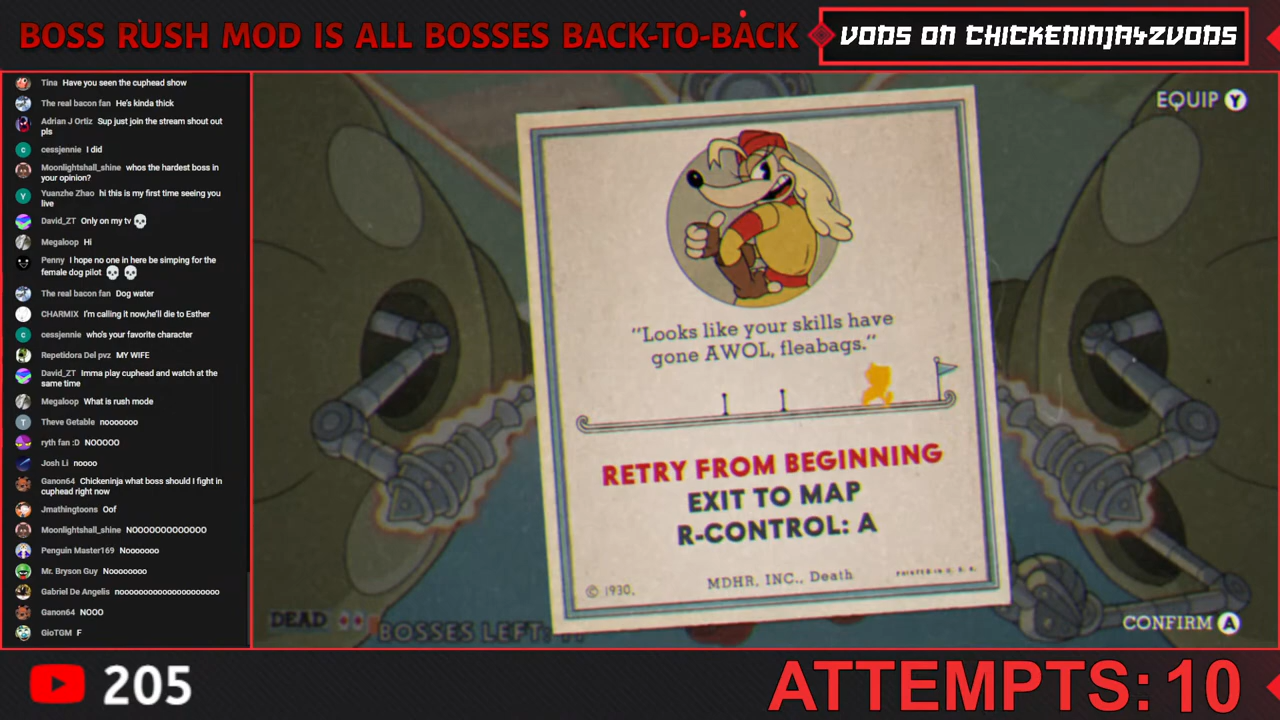 BOSS RUSH MOD IS ALL BOSSES BACK-TO-BACK
VODS ON CHICKENINJA42VODS
Tina Have you seen the cuphead show
The real bacon fan He's kinda thick
Adrian J Ortiz Sup just join the stream shout out
pls
cessjennie I did
Moonlightshall_shine whos the hardest boss in
your opinion?
Yuanzhe Zhao hi this is my first time seeing you
live
David_ZT Only on my tv 💀
Megaloop Hi
Penny I hope no one in here be simping for the
female dog pilot 💀 💀
The real bacon fan Dog water
CHARMIX I'm calling it now,he'll die to Esther
cessjennie who's your favorite character
Repetidora Del pvz MY WIFE
David_ZT Imma play cuphead and watch at the
same time
Megaloop What is rush mode
Theve Getable nooooooo
ryth fan :D NOOOOO
Josh Li noooo
Ganon64 Chickeninja what boss should I fight in
cuphead right now
Jmathingtoons Oof
Moonlightshall_shine NOOOOOOOOOOOO
Penguin Master169 Nooooooo
Mr. Bryson Guy Noooooooo
Gabriel De Angelis noooooooooooooooooooooo
Ganon64 NOOO
GioTGM F
EQUIP Y
"Looks like your skills have
gone AWOL, fleabags."
RETRY FROM BEGINNING
EXIT TO MAP
R-CONTROL: A
© 1930. MDHR, INC., Death PRINTED IN U. S. A.
DEAD
BOSSES LEFT:
CONFIRM A
205
ATTEMPTS: 10